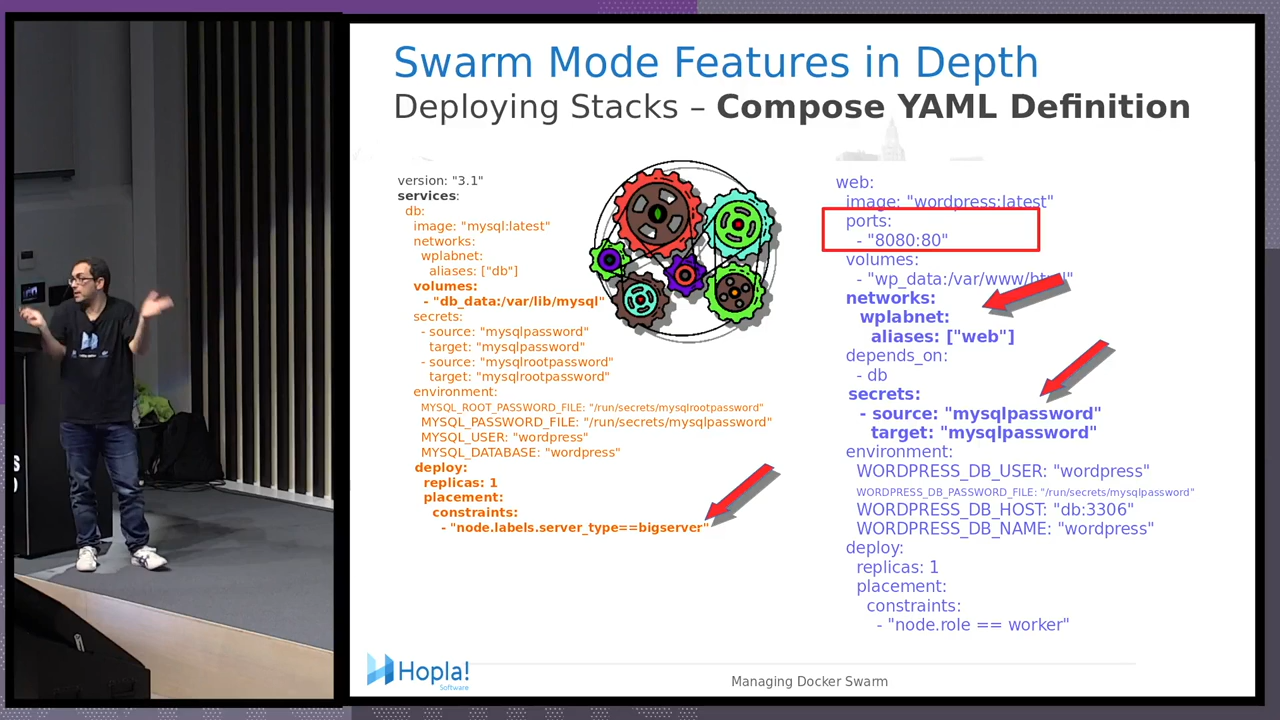 Swarm Mode Features in Depth
Deploying Stacks – Compose YAML Definition
version: "3.1"
services:
db:
image: "mysql:latest"
networks:
wplabnet:
aliases: ["db"]
volumes:
- "db_data:/var/lib/mysql"
secrets:
- source: "mysqlpassword"
target: "mysqlpassword"
- source: "mysqlrootpassword"
target: "mysqlrootpassword"
environment:
MYSQL_ROOT_PASSWORD_FILE: "/run/secrets/mysqlrootpassword"
MYSQL_PASSWORD_FILE: "/run/secrets/mysqlpassword"
MYSQL_USER: "wordpress"
MYSQL_DATABASE: "wordpress"
deploy:
replicas: 1
placement:
constraints:
- "node.labels.server_type==bigserver"
web:
image: "wordpress:latest"
ports:
- "8080:80"
volumes:
- "wp_data:/var/www/html"
networks:
wplabnet:
aliases: ["web"]
depends_on:
- db
secrets:
- source: "mysqlpassword"
target: "mysqlpassword"
environment:
WORDPRESS_DB_USER: "wordpress"
WORDPRESS_DB_PASSWORD_FILE: "/run/secrets/mysqlpassword"
WORDPRESS_DB_HOST: "db:3306"
WORDPRESS_DB_NAME: "wordpress"
deploy:
replicas: 1
placement:
constraints:
- "node.role == worker"
Hopla!
Software
Managing Docker Swarm